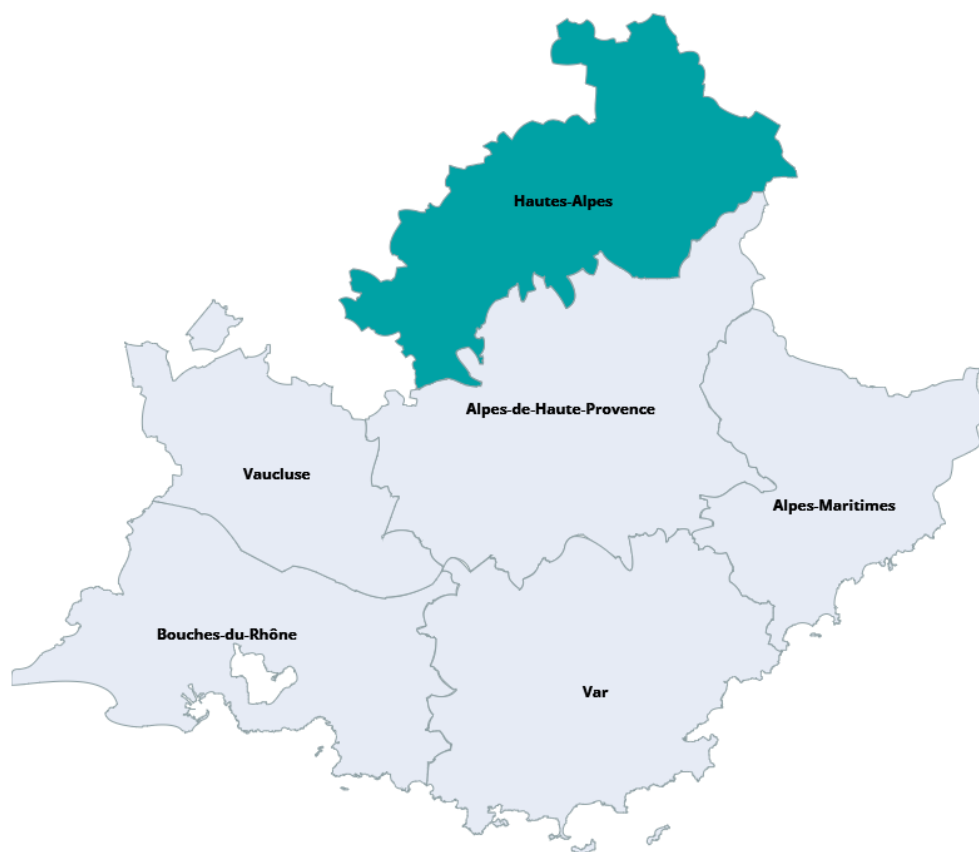 Hautes-Alpes
Alpes-de-Haute-Provence
Vaucluse
Alpes-Maritimes
Bouches-du-Rhône
Var